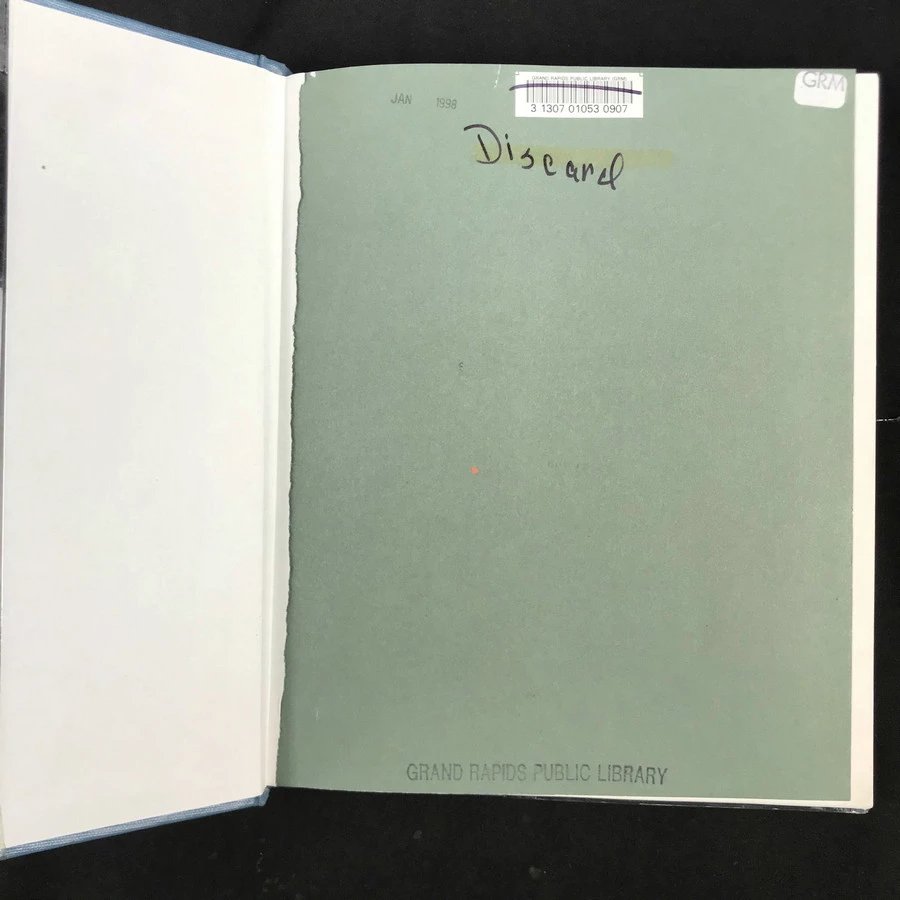 JAN 1998
GRAND RAPIDS PUBLIC LIBRARY (GRM)
3 1307 01053 0907
GRM
Discard
GRAND RAPIDS PUBLIC LIBRARY